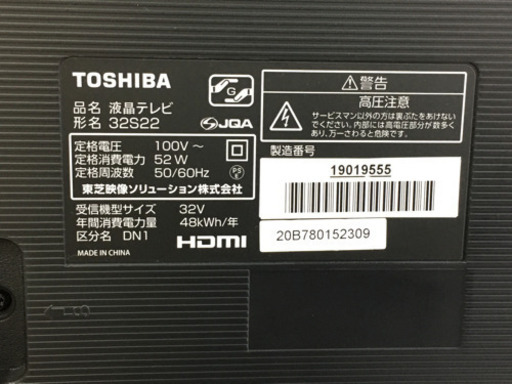 TOSHIBA
G
品名 液晶テレビ
形名 32S22
JQA
定格電圧 100V～
定格消費電力 52W
定格周波数 50/60Hz
PS
E
東芝映像ソリューション株式会社
受信機型サイズ 32V
年間消費電力量 48kWh/年
区分名 DN1
HDMI
MADE IN CHINA
警告
高圧注意
サービスマン以外の方は裏ぶたをあけないで
ください。内部には高電圧部分が数多く
あり、万一さわると危険です。
製造番号
19019555
20B780152309